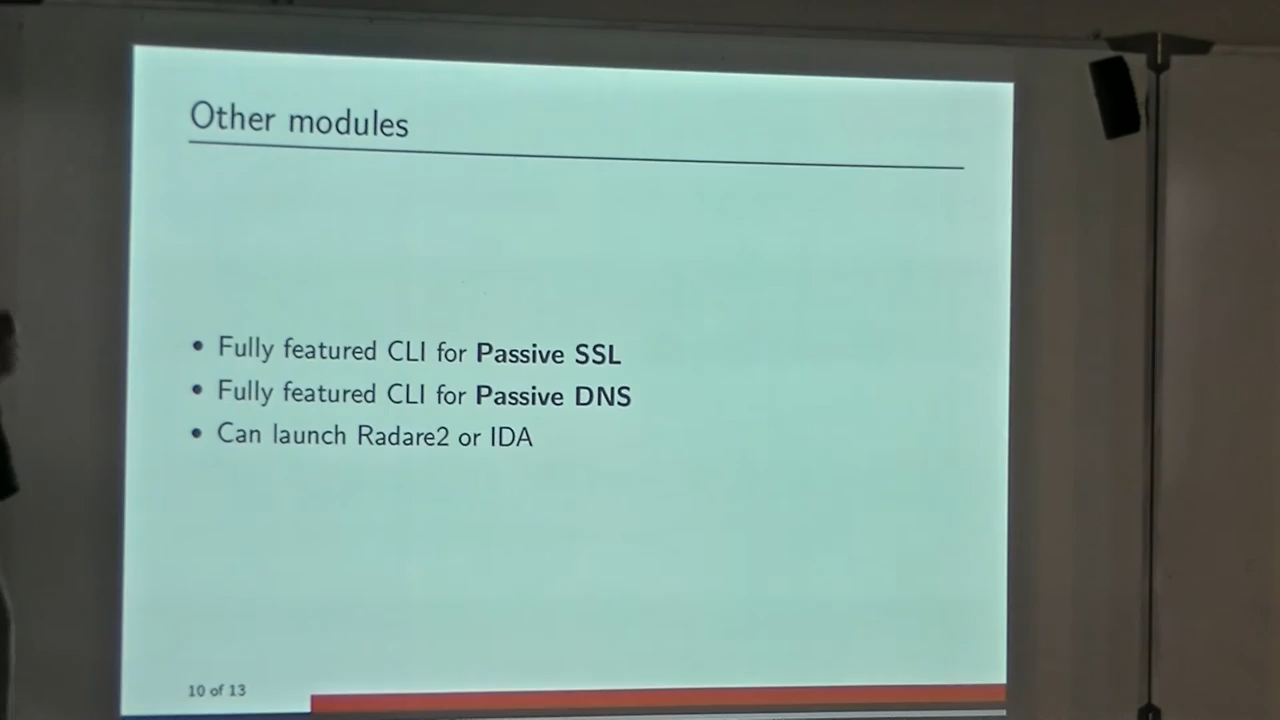 Other modules
• Fully featured CLI for Passive SSL
• Fully featured CLI for Passive DNS
• Can launch Radare2 or IDA
10 of 13